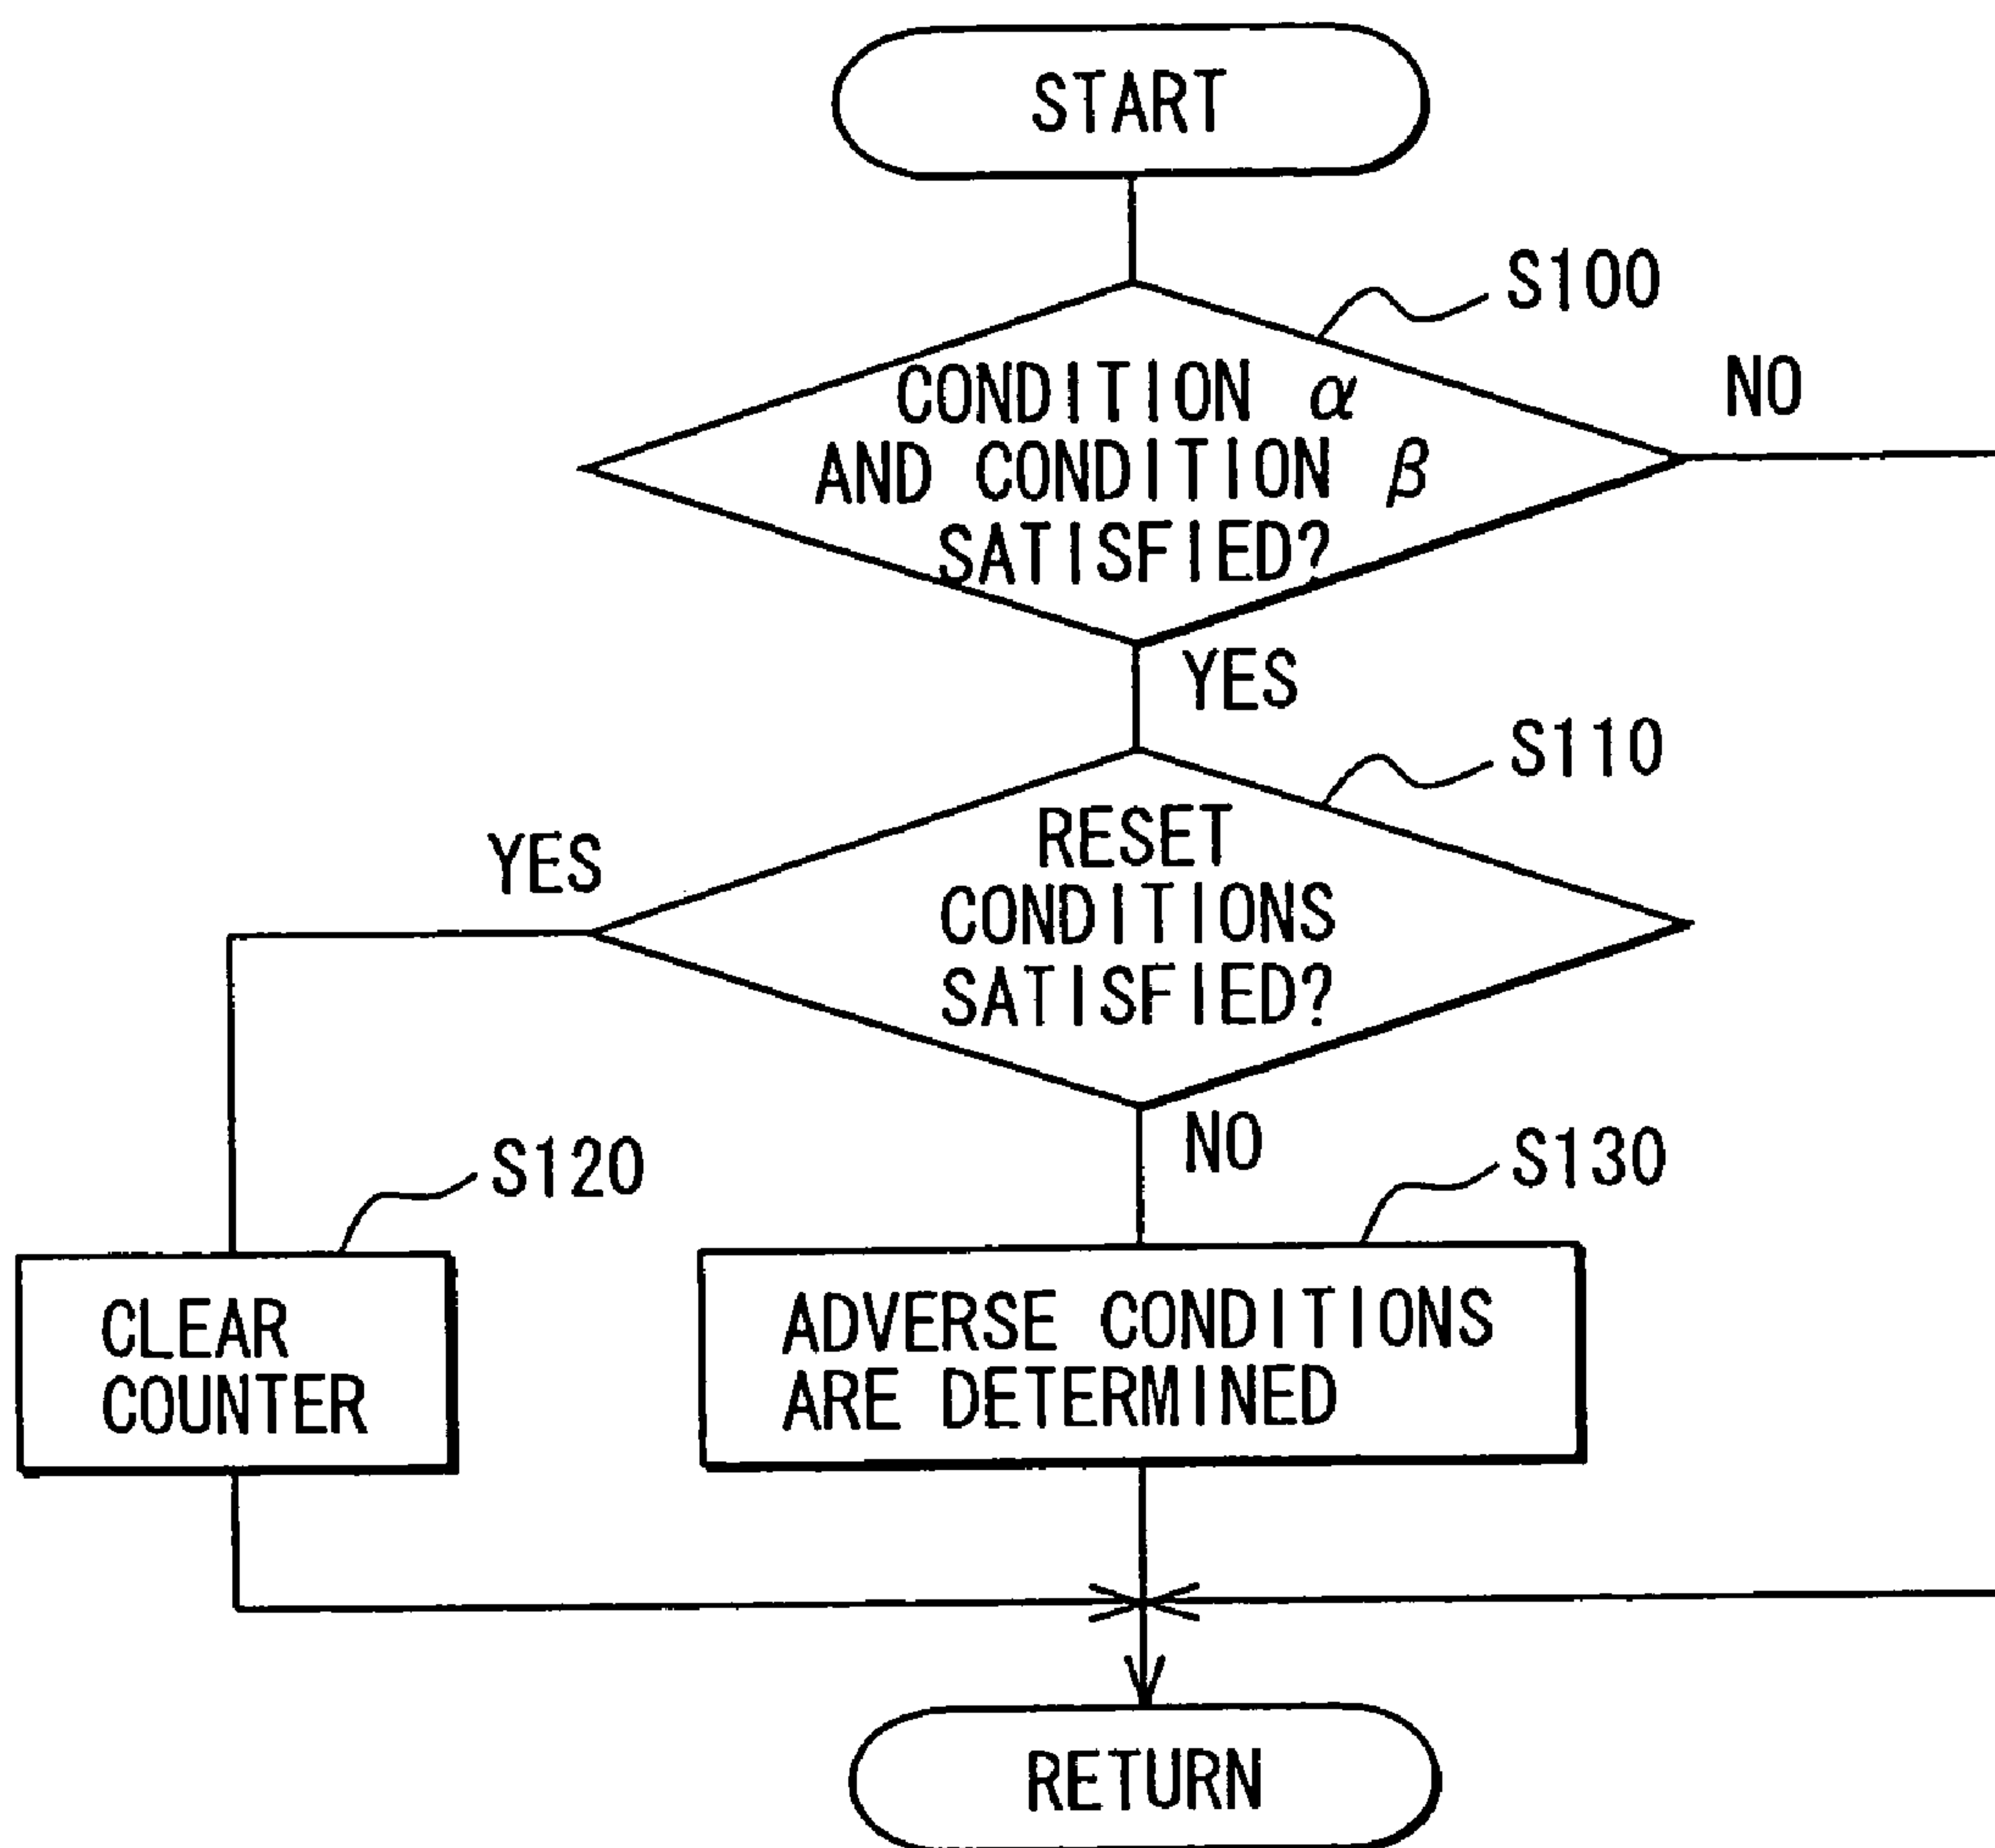 START
S100
CONDITION α
NO
AND CONDITION β
SATISFIED?
YES
S110
RESET
YES
CONDITIONS
SATISFIED?
NO
S120
S130
CLEAR
COUNTER
ADVERSE CONDITIONS
ARE DETERMINED
RETURN